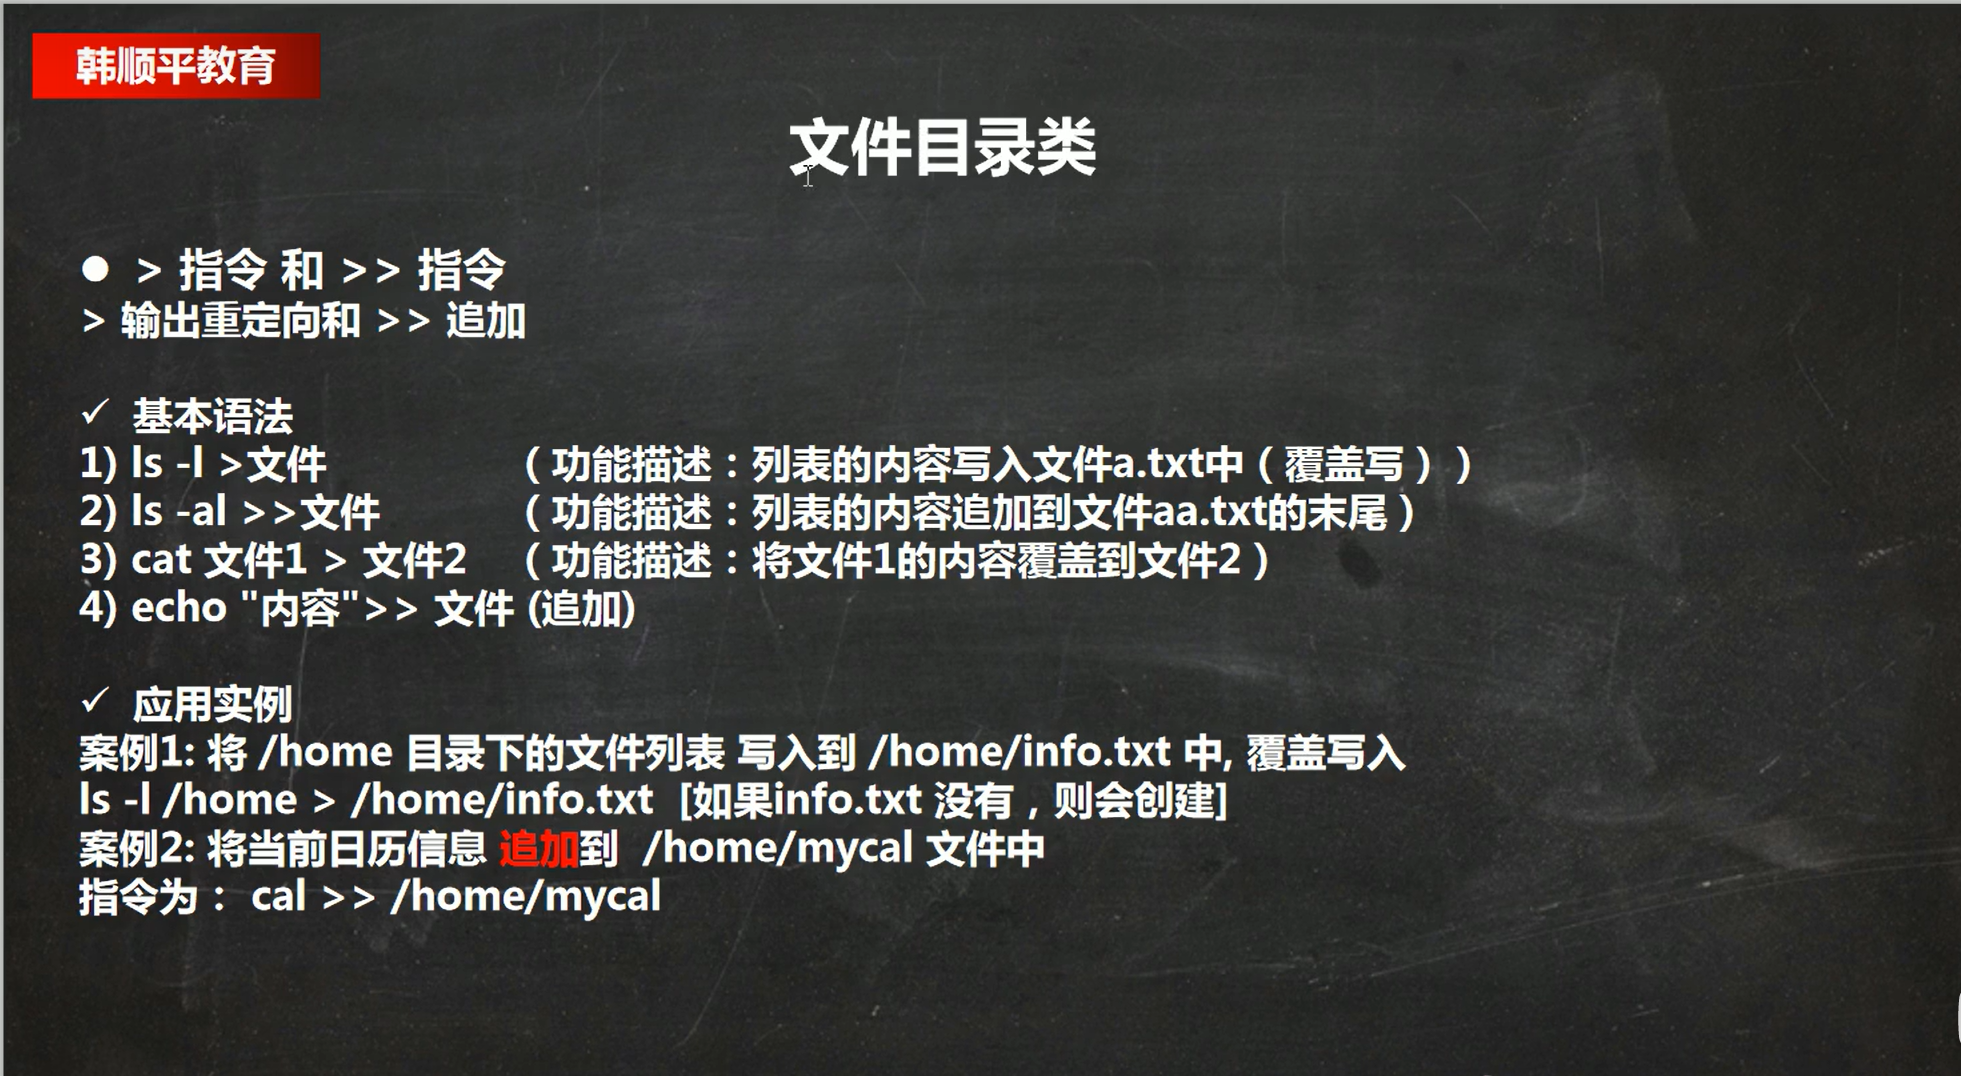 韩顺平教育
文件目录类
● > 指令 和 >> 指令
> 输出重定向和 >> 追加
✓ 基本语法
1) ls -l >文件 （功能描述：列表的内容写入文件a.txt中（覆盖写））
2) ls -al >>文件 （功能描述：列表的内容追加到文件aa.txt的末尾）
3) cat 文件1 > 文件2 （功能描述：将文件1的内容覆盖到文件2）
4) echo "内容">> 文件 (追加)
✓ 应用实例
案例1: 将 /home 目录下的文件列表 写入到 /home/info.txt 中, 覆盖写入
ls -l /home > /home/info.txt [如果info.txt 没有，则会创建]
案例2: 将当前日历信息 追加到 /home/mycal 文件中
指令为： cal >> /home/mycal